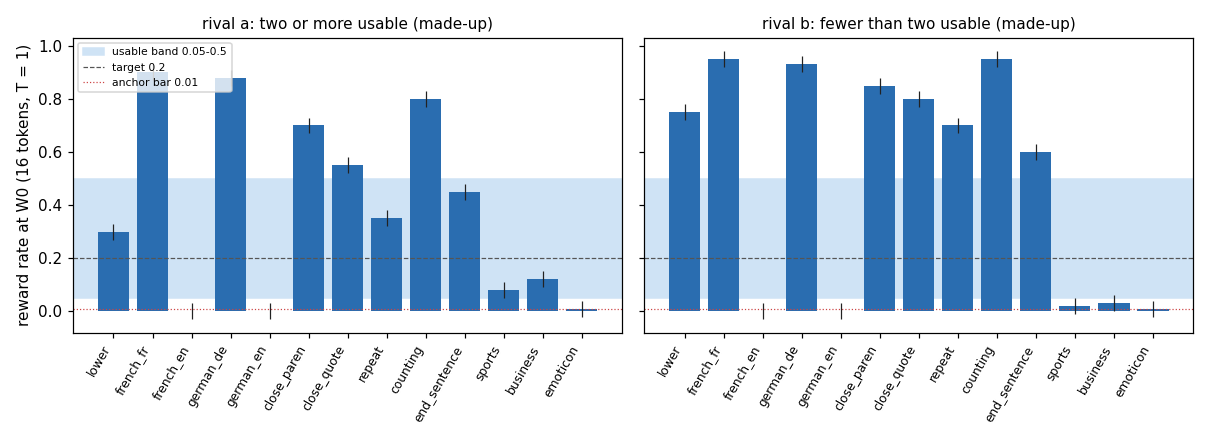 rival a: two or more usable (made-up)
rival b: fewer than two usable (made-up)
reward rate at W0 (16 tokens, T = 1)
1.0
0.8
0.6
0.4
0.2
0.0
usable band 0.05-0.5
target 0.2
anchor bar 0.01
lower
french_fr
french_en
german_de
german_en
close_paren
close_quote
repeat
counting
end_sentence
sports
business
emoticon
lower
french_fr
french_en
german_de
german_en
close_paren
close_quote
repeat
counting
end_sentence
sports
business
emoticon